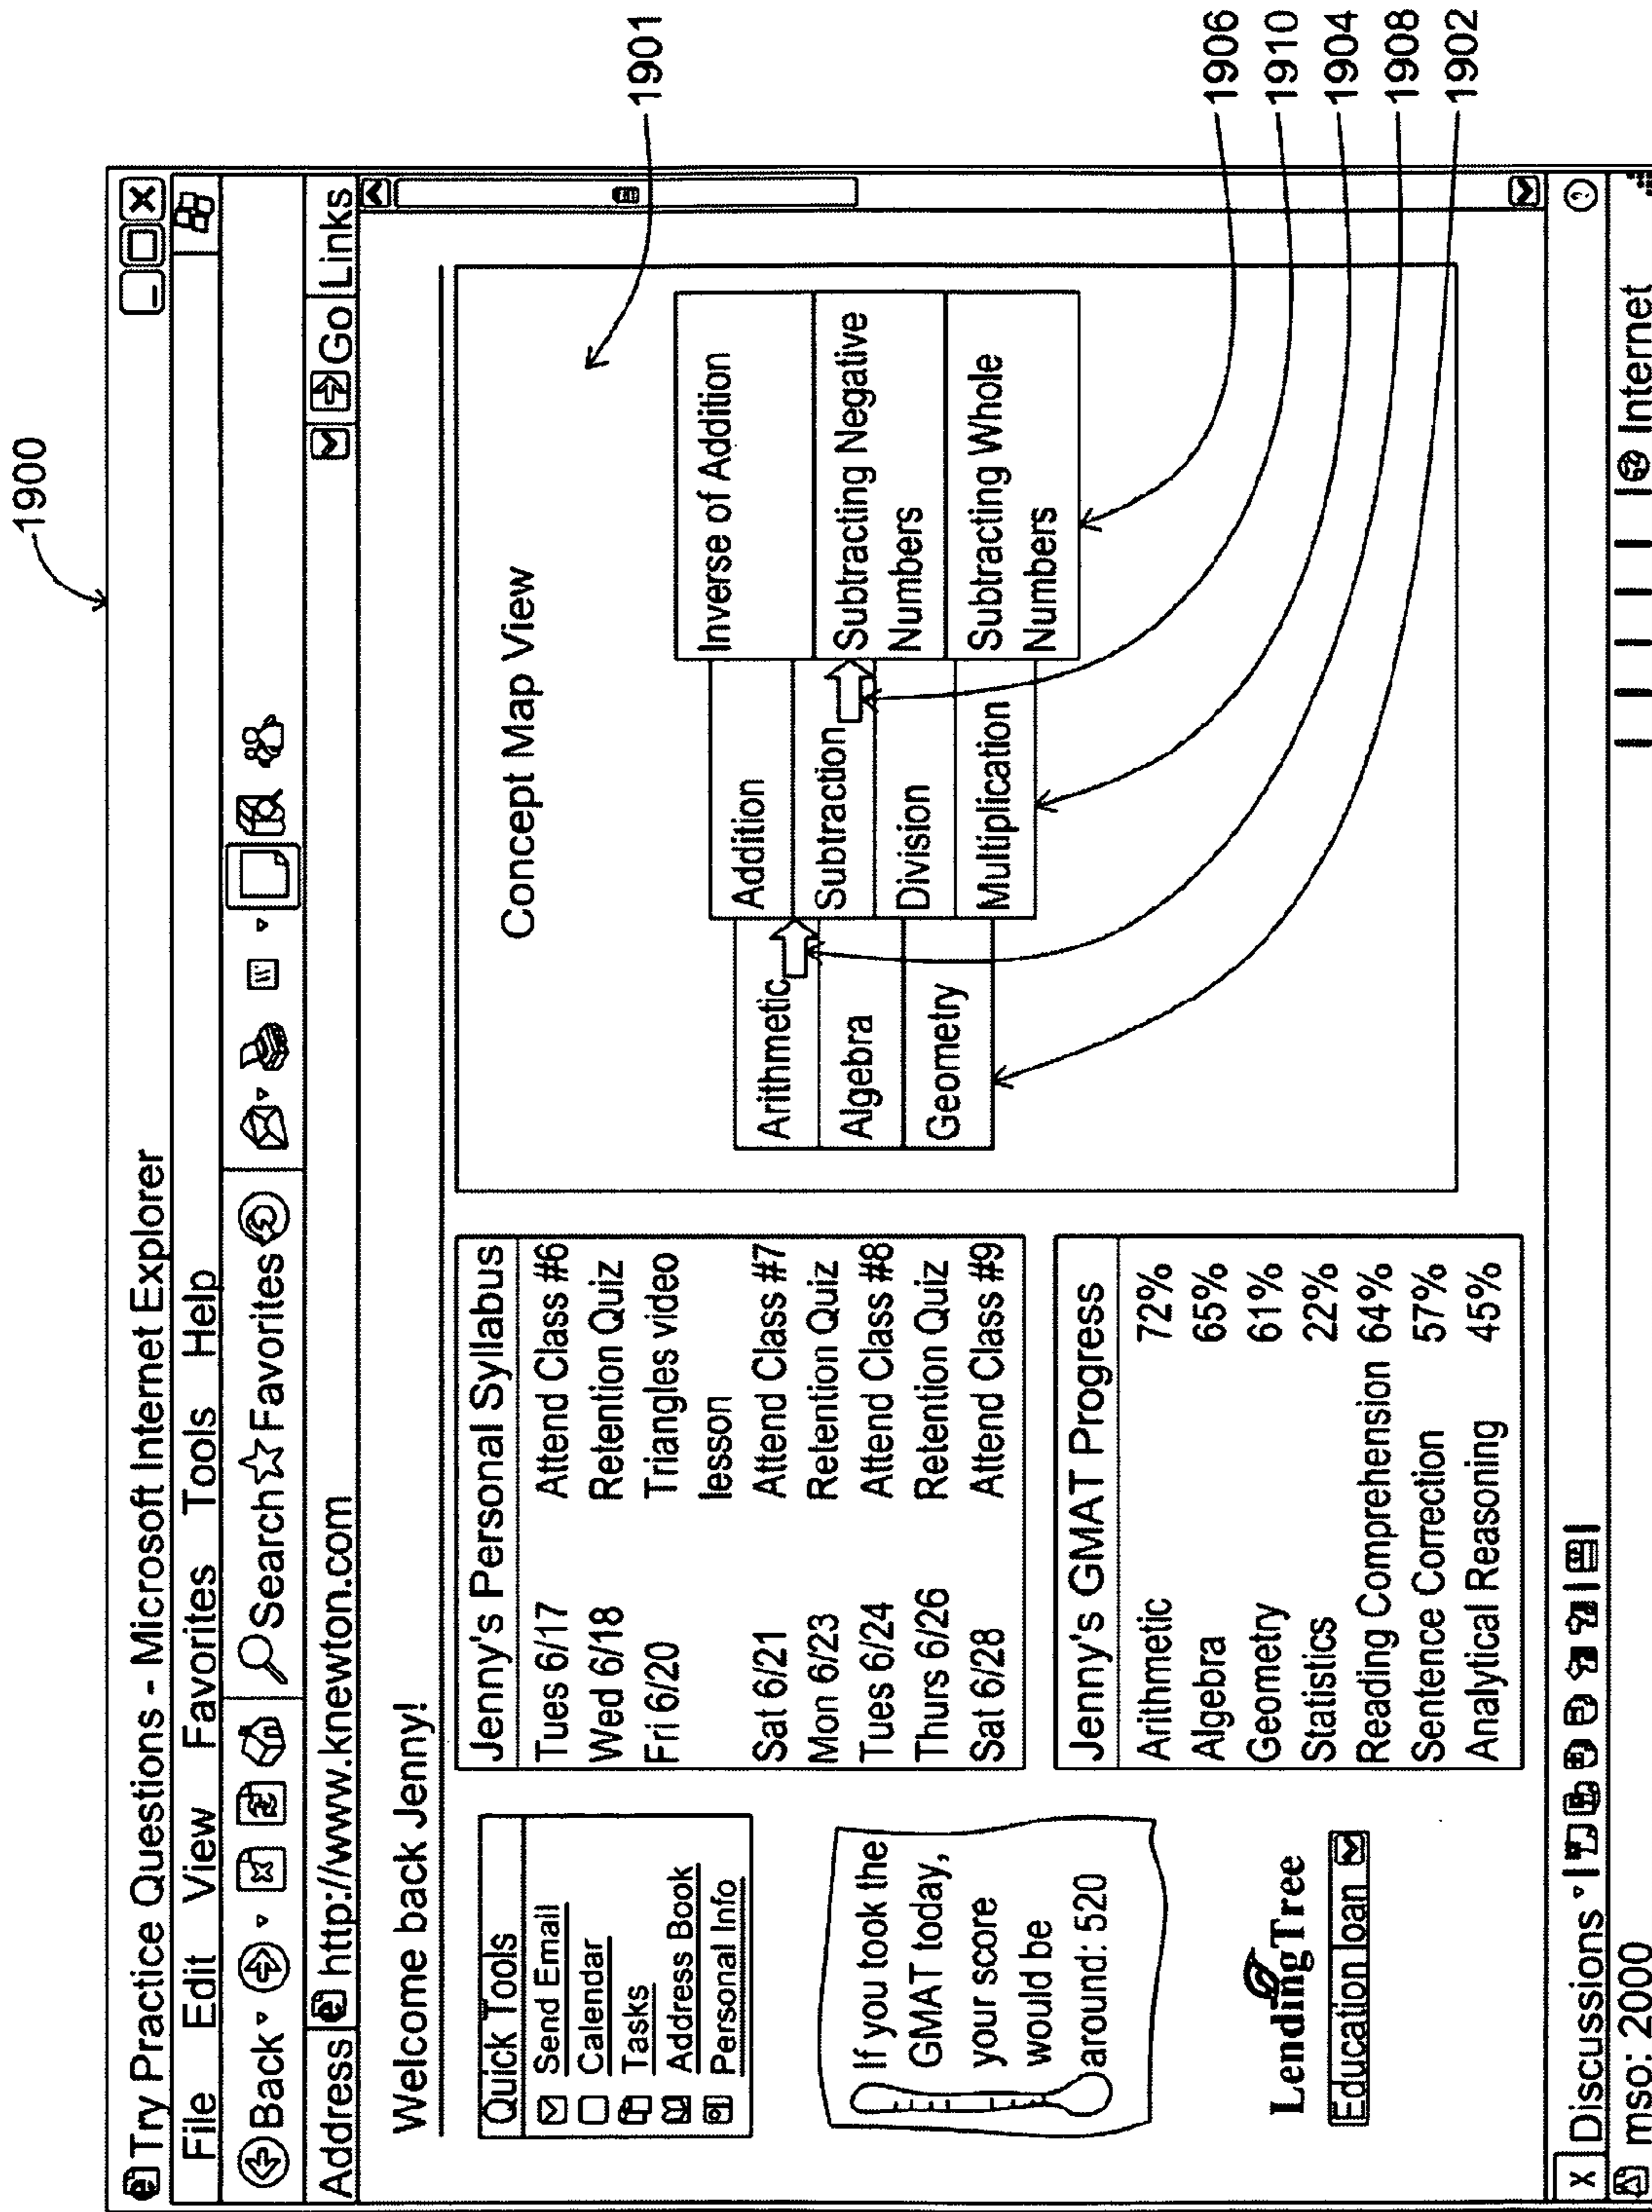 1900
Try Practice Questions - Microsoft Internet Explorer
File Edit View Favorites Tools Help
Back Search Favorites
Address http://www.knewton.com Go Links
Welcome back Jenny!
Quick Tools
Send Email
Calendar
Tasks
Address Book
Personal Info
If you took the
GMAT today,
your score
would be
around: 520
LendingTree
Education loan
Jenny's Personal Syllabus
Tues 6/17 Attend Class #6
Wed 6/18 Retention Quiz
Fri 6/20 Triangles video
lesson
Sat 6/21 Attend Class #7
Mon 6/23 Retention Quiz
Tues 6/24 Attend Class #8
Thurs 6/26 Retention Quiz
Sat 6/28 Attend Class #9
Jenny's GMAT Progress
Arithmetic 72%
Algebra 65%
Geometry 61%
Statistics 22%
Reading Comprehension 64%
Sentence Correction 57%
Analytical Reasoning 45%
Concept Map View
Arithmetic
Algebra
Geometry
Addition
Subtraction
Division
Multiplication
Inverse of Addition
Subtracting Negative
Numbers
Subtracting Whole
Numbers
1901
1906
1910
1904
1908
1902
X Discussions
mso: 2000 Internet